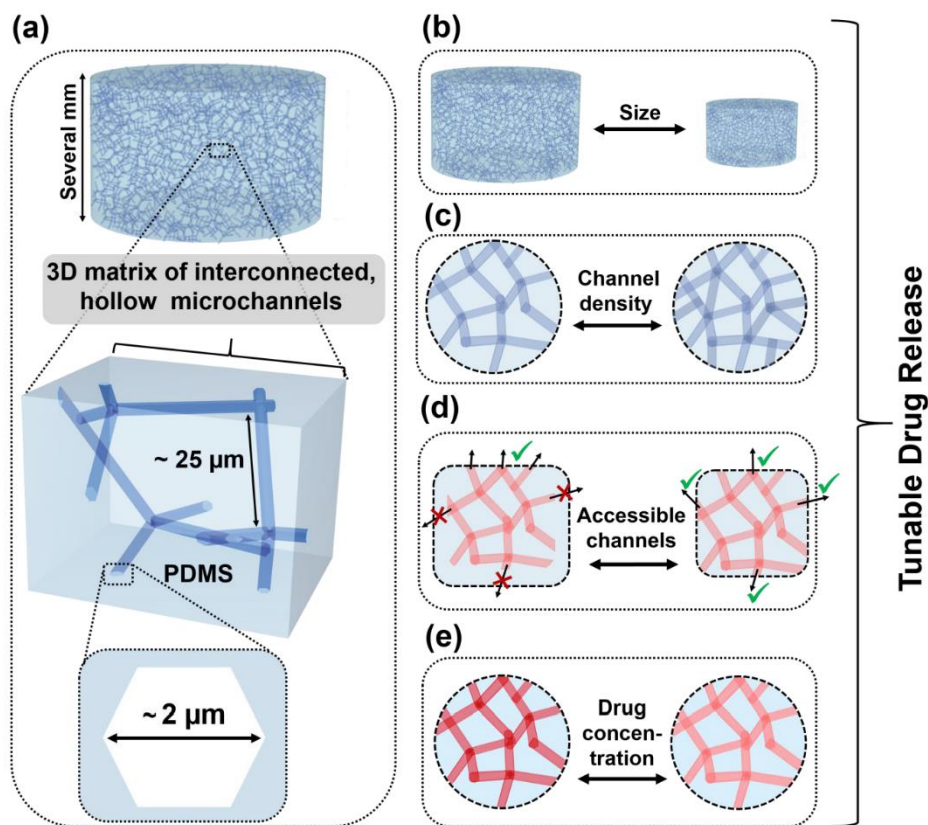 (a)
Several mm
3D matrix of interconnected,
hollow microchannels
~ 25 µm
PDMS
~ 2 µm
(b)
Size
(c)
Channel
density
(d)
Accessible
channels
(e)
Drug
concen-
tration
Tunable Drug Release